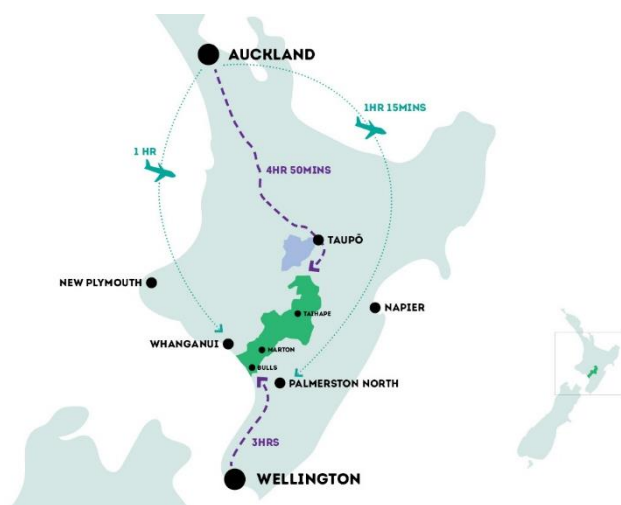 AUCKLAND
1HR 15MINS
1 HR
4HR 50MINS
TAUPŌ
NEW PLYMOUTH
NAPIER
TAIHAPE
WHANGANUI
MARTON
BULLS
PALMERSTON NORTH
3HRS
WELLINGTON